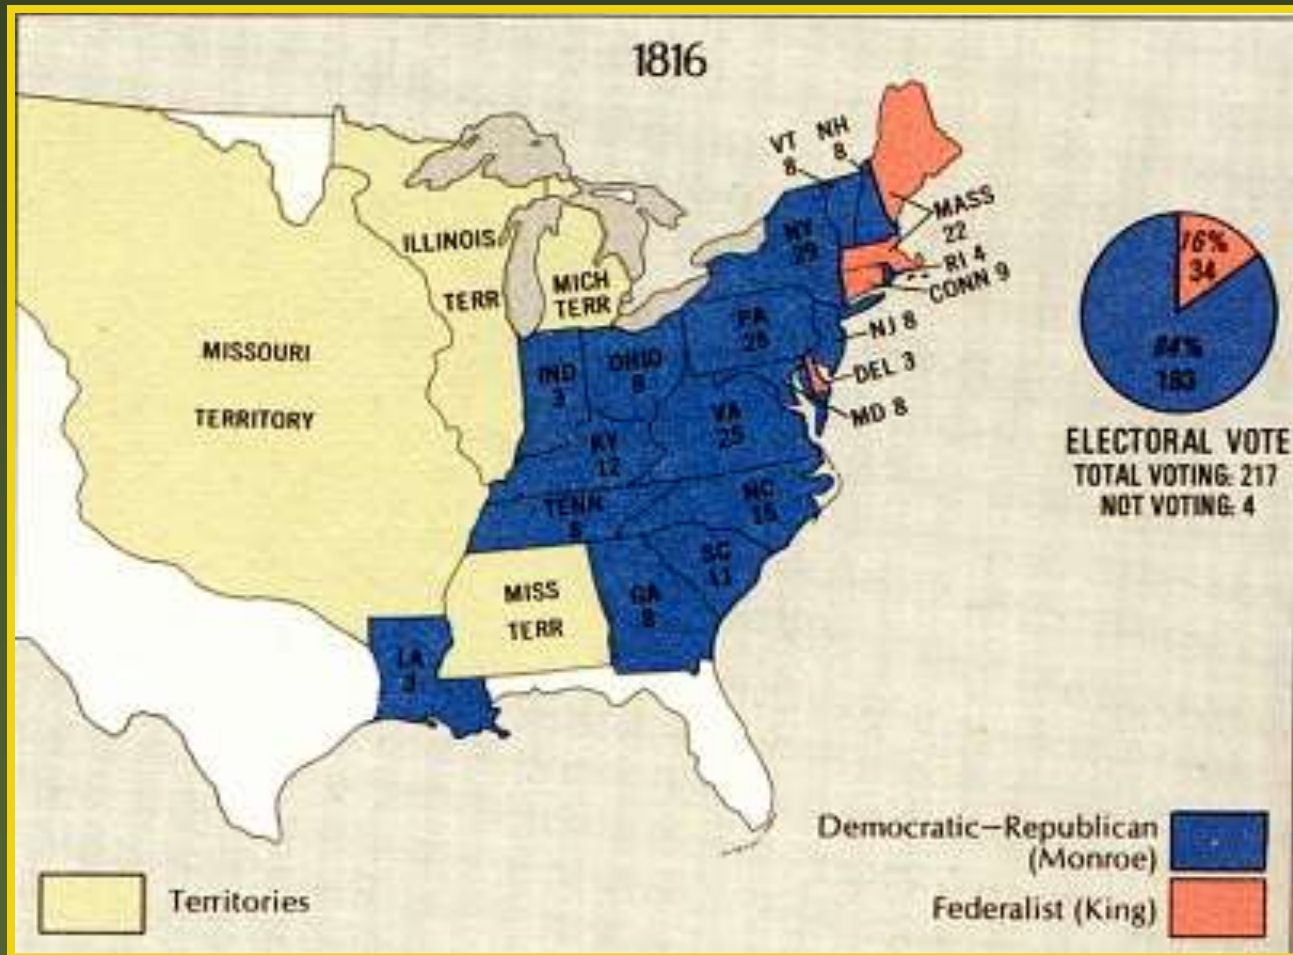 1816
VT
8
NH
8
MASS
22
RI 4
CONN 9
NJ 8
DEL 3
MD 8
NY
29
PA
25
OHIO
8
IND
3
VA
25
KY
12
TENN
8
NC
15
SC
11
GA
8
LA
3
ILLINOIS
TERR
MICH
TERR
MISSOURI
TERRITORY
MISS
TERR
16%
34
84%
183
ELECTORAL VOTE
TOTAL VOTING: 217
NOT VOTING: 4
Democratic–Republican
(Monroe)
Federalist (King)
Territories